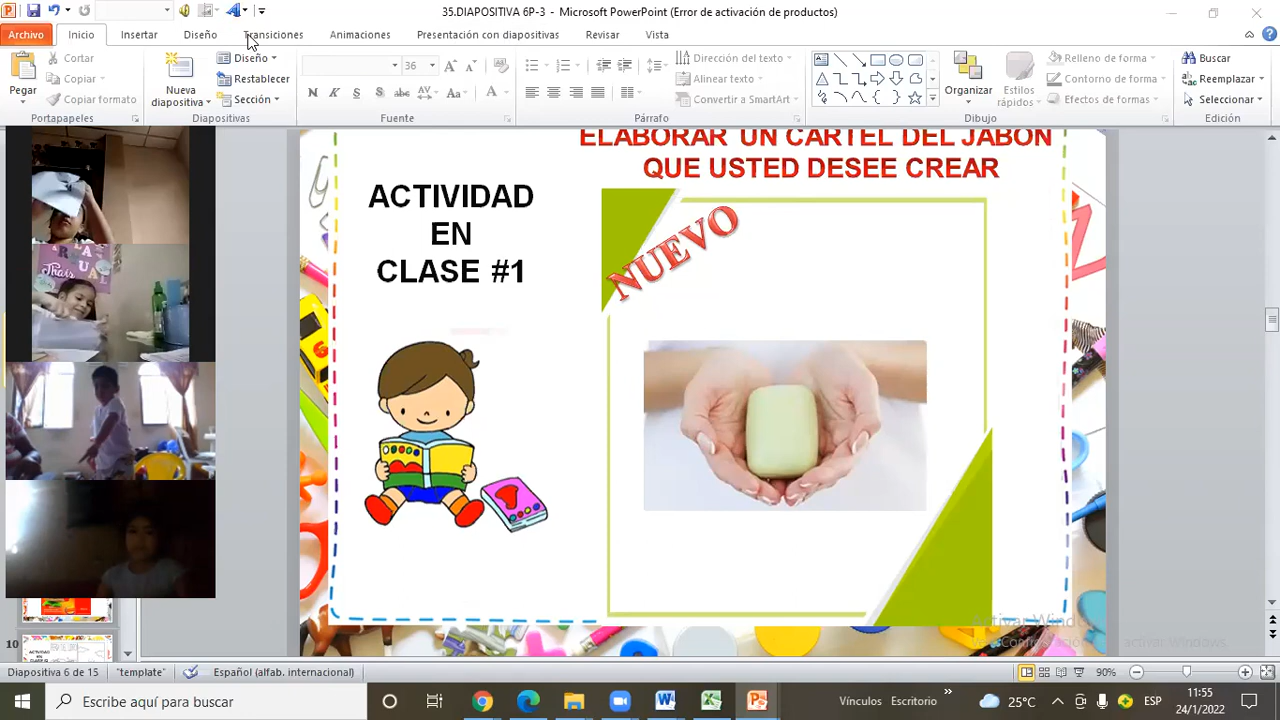 35.DIAPOSITIVA 6P-3 - Microsoft PowerPoint (Error de activación de productos)
Archivo Inicio Insertar Diseño Transiciones Animaciones Presentación con diapositivas Revisar Vista
Pegar
Cortar
Copiar
Copiar formato
Portapapeles
Nueva diapositiva
Diseño
Restablecer
Sección
Diapositivas
36
N K S S abc AV Aa A
Fuente
Dirección del texto
Alinear texto
Convertir a SmartArt
Párrafo
Organizar
Estilos rápidos
Relleno de forma
Contorno de forma
Efectos de formas
Dibujo
Buscar
Reemplazar
Seleccionar
Edición
ELABORAR UN CARTEL DEL JABON
QUE USTED DESEE CREAR
ACTIVIDAD
EN
CLASE #1
NUEVO
10
Diapositiva 6 de 15 "template" Español (alfab. internacional) 90%
Escribe aquí para buscar
Vínculos Escritorio » 25°C ESP
11:55
24/1/2022